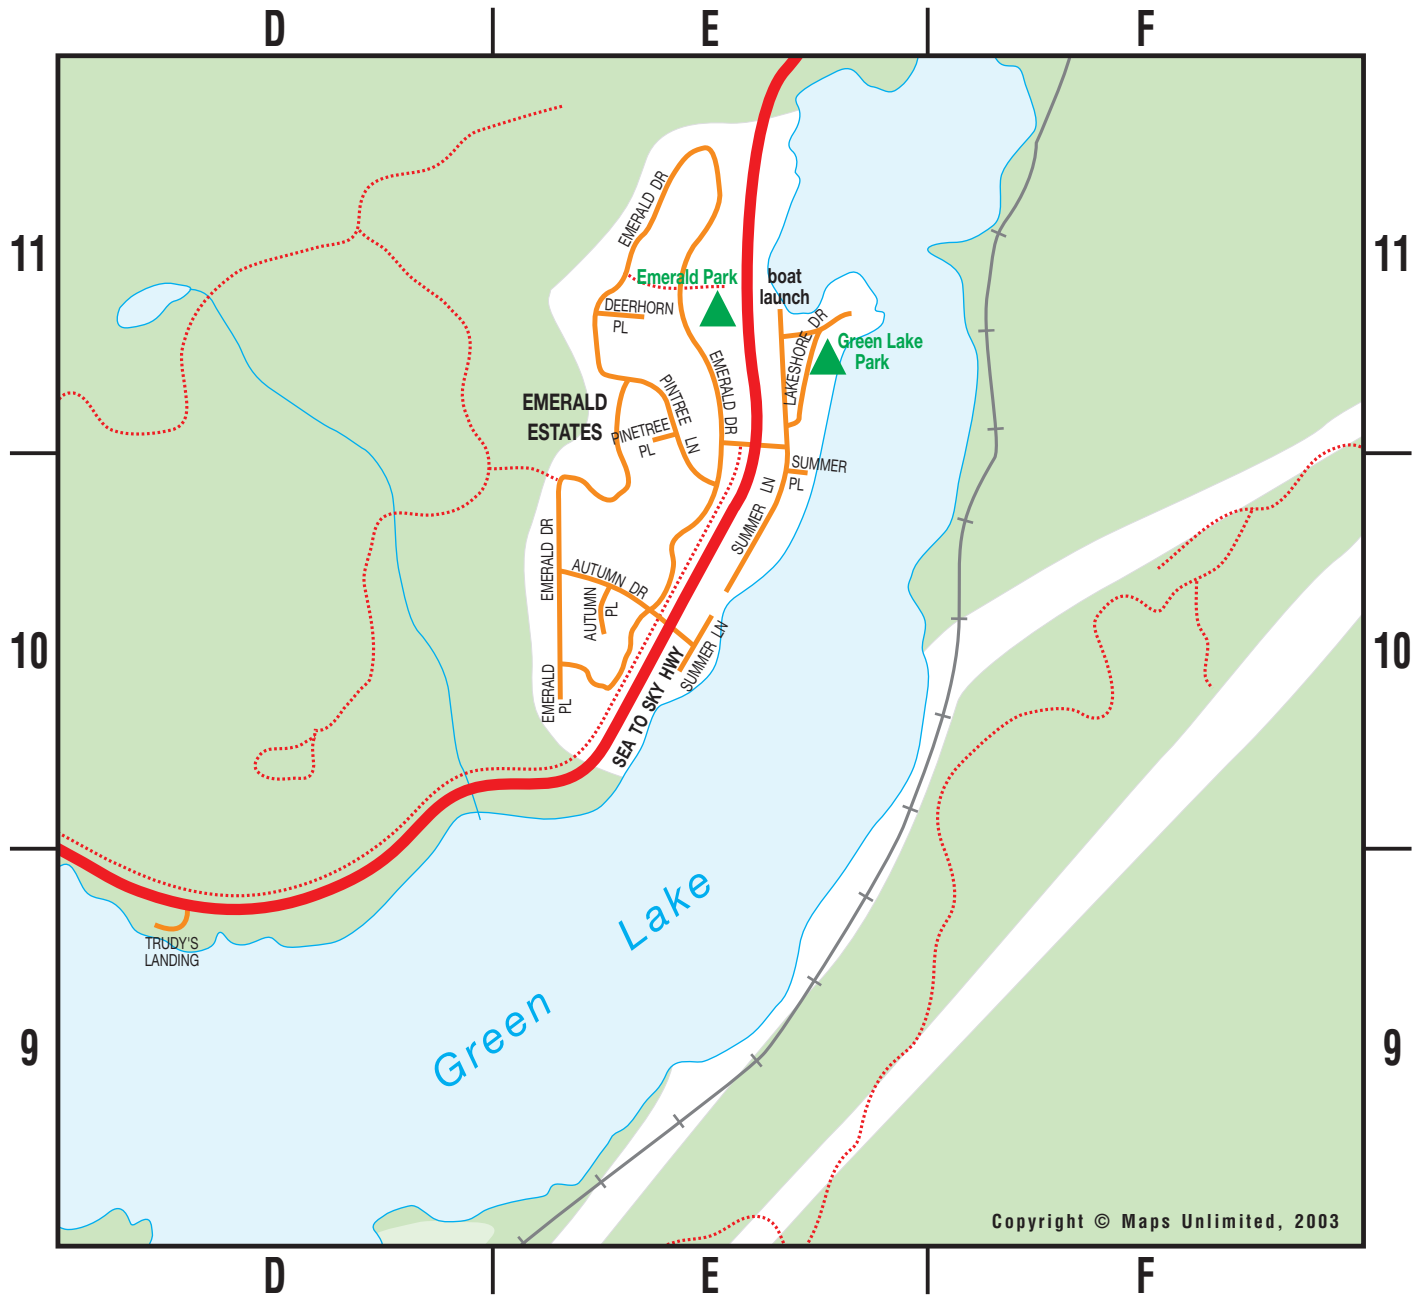 D
E
F
11
11
EMERALD DR
Emerald Park
boat
launch
DEERHORN
PL
LAKESHORE DR
Green Lake
Park
EMERALD DR
PINTREE LN
EMERALD
ESTATES
PINETREE
PL
SUMMER
PL
SUMMER LN
EMERALD DR
AUTUMN DR
AUTUMN
PL
10
10
SUMMER LN
EMERALD
PL
SEA TO SKY HWY
TRUDY'S
LANDING
Green Lake
9
9
Copyright © Maps Unlimited, 2003
D
E
F